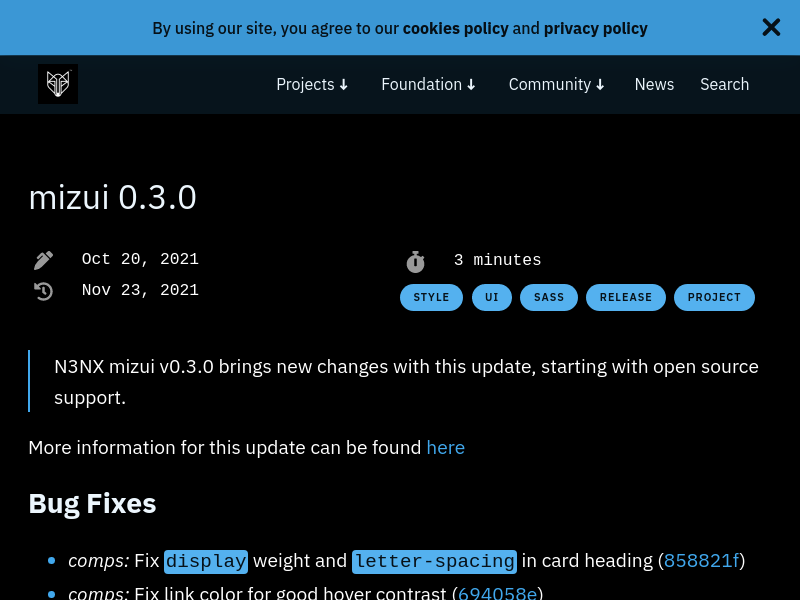 By using our site, you agree to our cookies policy and privacy policy
Projects
Foundation
Community
News
Search
mizui 0.3.0
Oct 20, 2021
3 minutes
Nov 23, 2021
STYLE
UI
SASS
RELEASE
PROJECT
N3NX mizui v0.3.0 brings new changes with this update, starting with open source
support.
More information for this update can be found here
Bug Fixes
comps: Fix display weight and letter-spacing in card heading (858821f)
comps: Fix link color for good hover contrast (694058e)